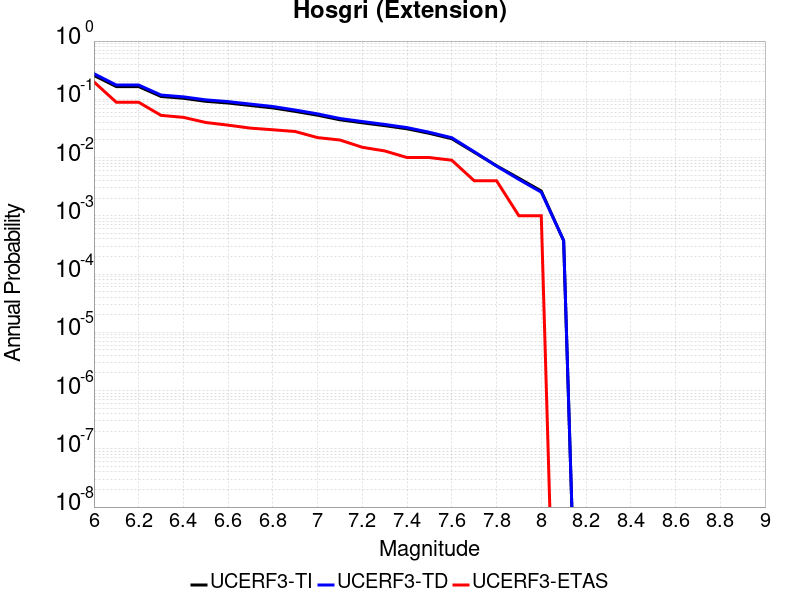 Hosgri (Extension)
Annual Probability
10^0
10^-1
10^-2
10^-3
10^-4
10^-5
10^-6
10^-7
10^-8
6 6.2 6.4 6.6 6.8 7 7.2 7.4 7.6 7.8 8 8.2 8.4 8.6 8.8 9
Magnitude
UCERF3-TI UCERF3-TD UCERF3-ETAS